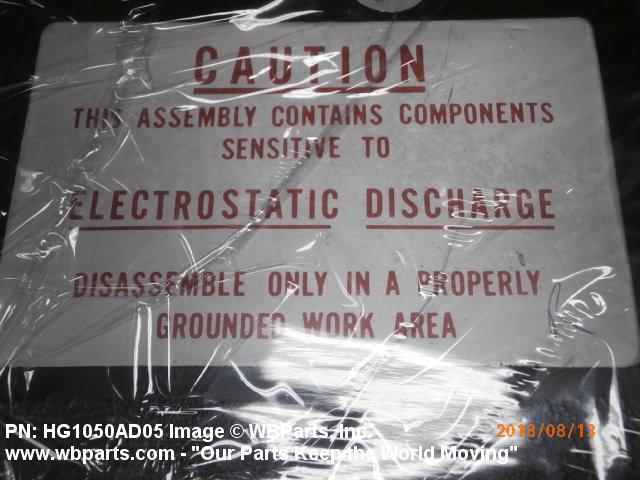 CAUTION
THIS ASSEMBLY CONTAINS COMPONENTS
SENSITIVE TO
ELECTROSTATIC DISCHARGE
DISASSEMBLE ONLY IN A PROPERLY
GROUNDED WORK AREA
PN: HG1050AD05 Image © WBParts, Inc.
2018/08/13
www.wbparts.com - "Our Parts Keep the World Moving"